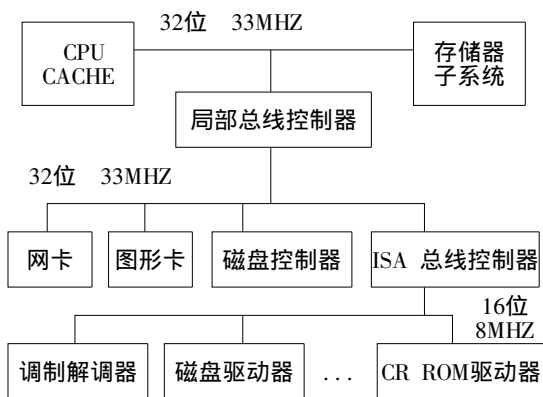 32位 33MHZ
CPU
CACHE
存储器
子系统
局部总线控制器
32位 33MHZ
网卡
图形卡
磁盘控制器
ISA 总线控制器
16位
8MHZ
调制解调器
磁盘驱动器
...
CR ROM驱动器